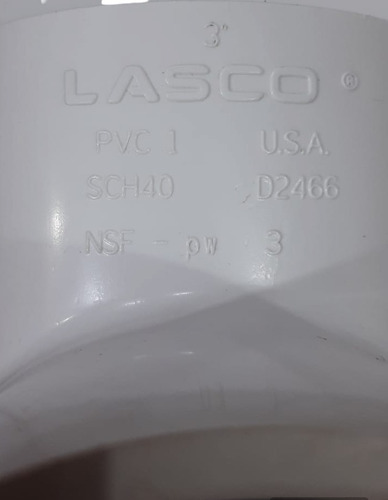 3"
LASCO ®
PVC 1 U.S.A.
SCH40 D2466
NSF - pw 3